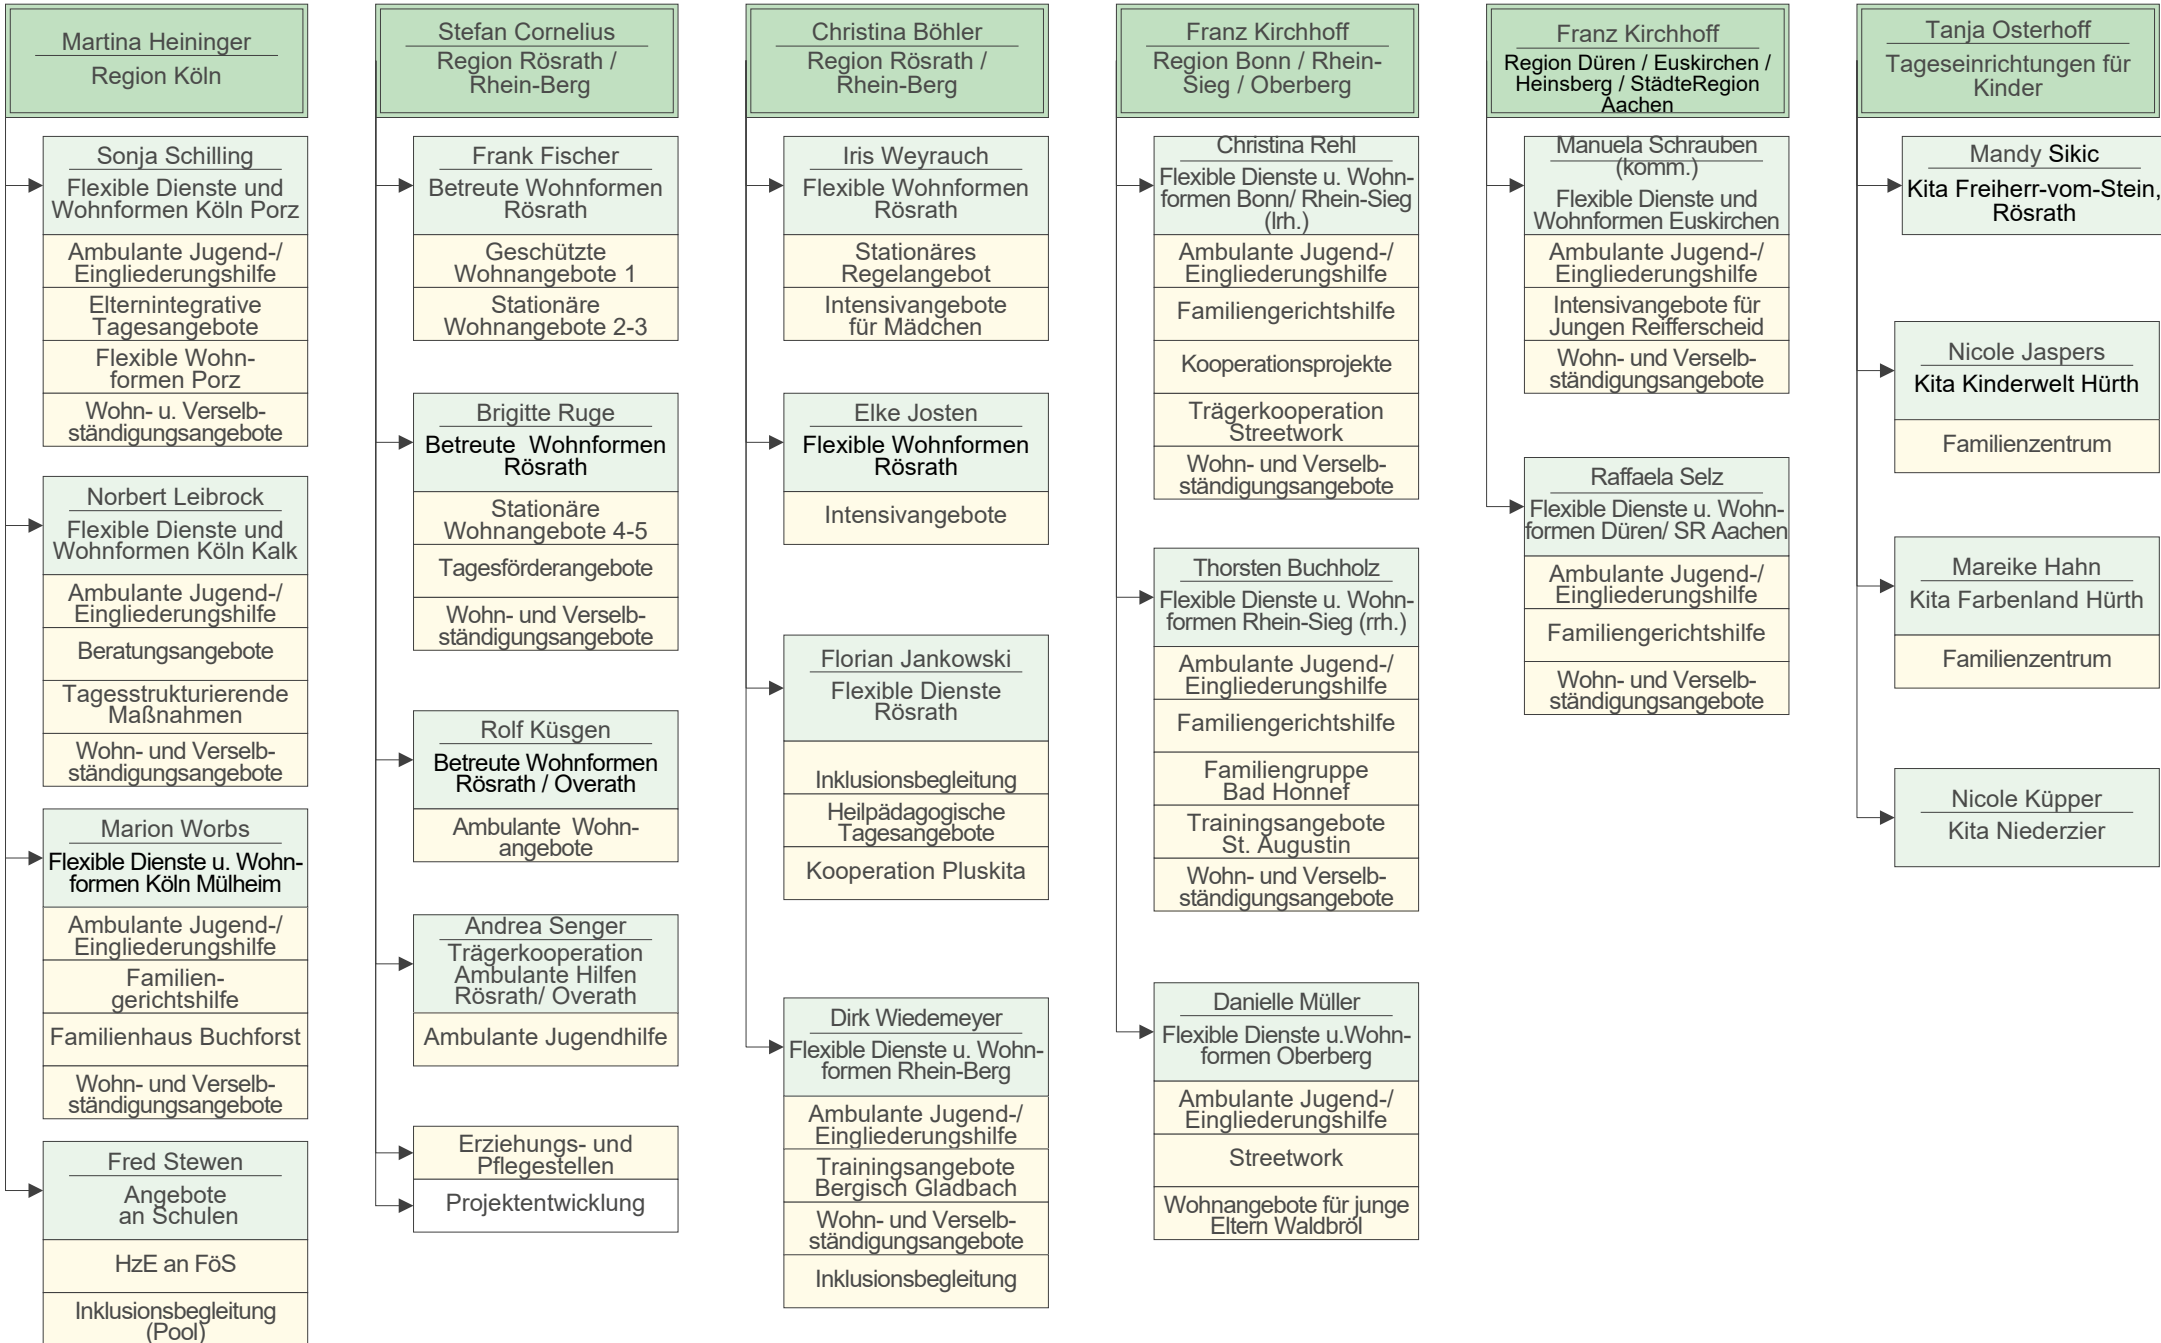 Martina Heininger
Region Köln
Sonja Schilling
Flexible Dienste und
Wohnformen Köln Porz
Ambulante Jugend-/
Eingliederungshilfe
Elternintegrative
Tagesangebote
Flexible Wohn-
formen Porz
Wohn- u. Verselb-
ständigungsangebote
Norbert Leibrock
Flexible Dienste und
Wohnformen Köln Kalk
Ambulante Jugend-/
Eingliederungshilfe
Beratungsangebote
Tagesstrukturierende
Maßnahmen
Wohn- und Verselb-
ständigungsangebote
Marion Worbs
Flexible Dienste u. Wohn-
formen Köln Mülheim
Ambulante Jugend-/
Eingliederungshilfe
Familien-
gerichtshilfe
Familienhaus Buchforst
Wohn- und Verselb-
ständigungsangebote
Fred Stewen
Angebote
an Schulen
HzE an FöS
Inklusionsbegleitung
(Pool)
Stefan Cornelius
Region Rösrath /
Rhein-Berg
Frank Fischer
Betreute Wohnformen
Rösrath
Geschützte
Wohnangebote 1
Stationäre
Wohnangebote 2-3
Brigitte Ruge
Betreute Wohnformen
Rösrath
Stationäre
Wohnangebote 4-5
Tagesförderangebote
Wohn- und Verselb-
ständigungsangebote
Rolf Küsgen
Betreute Wohnformen
Rösrath / Overath
Ambulante Wohn-
angebote
Andrea Senger
Trägerkooperation
Ambulante Hilfen
Rösrath/ Overath
Ambulante Jugendhilfe
Erziehungs- und
Pflegestellen
Projektentwicklung
Christina Böhler
Region Rösrath /
Rhein-Berg
Iris Weyrauch
Flexible Wohnformen
Rösrath
Stationäres
Regelangebot
Intensivangebote
für Mädchen
Elke Josten
Flexible Wohnformen
Rösrath
Intensivangebote
Florian Jankowski
Flexible Dienste
Rösrath
Inklusionsbegleitung
Heilpädagogische
Tagesangebote
Kooperation Pluskita
Dirk Wiedemeyer
Flexible Dienste u. Wohn-
formen Rhein-Berg
Ambulante Jugend-/
Eingliederungshilfe
Trainingsangebote
Bergisch Gladbach
Wohn- und Verselb-
ständigungsangebote
Inklusionsbegleitung
Franz Kirchhoff
Region Bonn / Rhein-
Sieg / Oberberg
Christina Rehl
Flexible Dienste u. Wohn-
formen Bonn/ Rhein-Sieg
(lrh.)
Ambulante Jugend-/
Eingliederungshilfe
Familiengerichtshilfe
Kooperationsprojekte
Trägerkooperation
Streetwork
Wohn- und Verselb-
ständigungsangebote
Thorsten Buchholz
Flexible Dienste u. Wohn-
formen Rhein-Sieg (rrh.)
Ambulante Jugend-/
Eingliederungshilfe
Familiengerichtshilfe
Familiengruppe
Bad Honnef
Trainingsangebote
St. Augustin
Wohn- und Verselb-
ständigungsangebote
Danielle Müller
Flexible Dienste u.Wohn-
formen Oberberg
Ambulante Jugend-/
Eingliederungshilfe
Streetwork
Wohnangebote für junge
Eltern Waldbröl
Franz Kirchhoff
Region Düren / Euskirchen /
Heinsberg / StädteRegion
Aachen
Manuela Schrauben
(komm.)
Flexible Dienste und
Wohnformen Euskirchen
Ambulante Jugend-/
Eingliederungshilfe
Intensivangebote für
Jungen Reifferscheid
Wohn- und Verselb-
ständigungsangebote
Raffaela Selz
Flexible Dienste u. Wohn-
formen Düren/ SR Aachen
Ambulante Jugend-/
Eingliederungshilfe
Familiengerichtshilfe
Wohn- und Verselb-
ständigungsangebote
Tanja Osterhoff
Tageseinrichtungen für
Kinder
Mandy Sikic
Kita Freiherr-vom-Stein,
Rösrath
Nicole Jaspers
Kita Kinderwelt Hürth
Familienzentrum
Mareike Hahn
Kita Farbenland Hürth
Familienzentrum
Nicole Küpper
Kita Niederzier